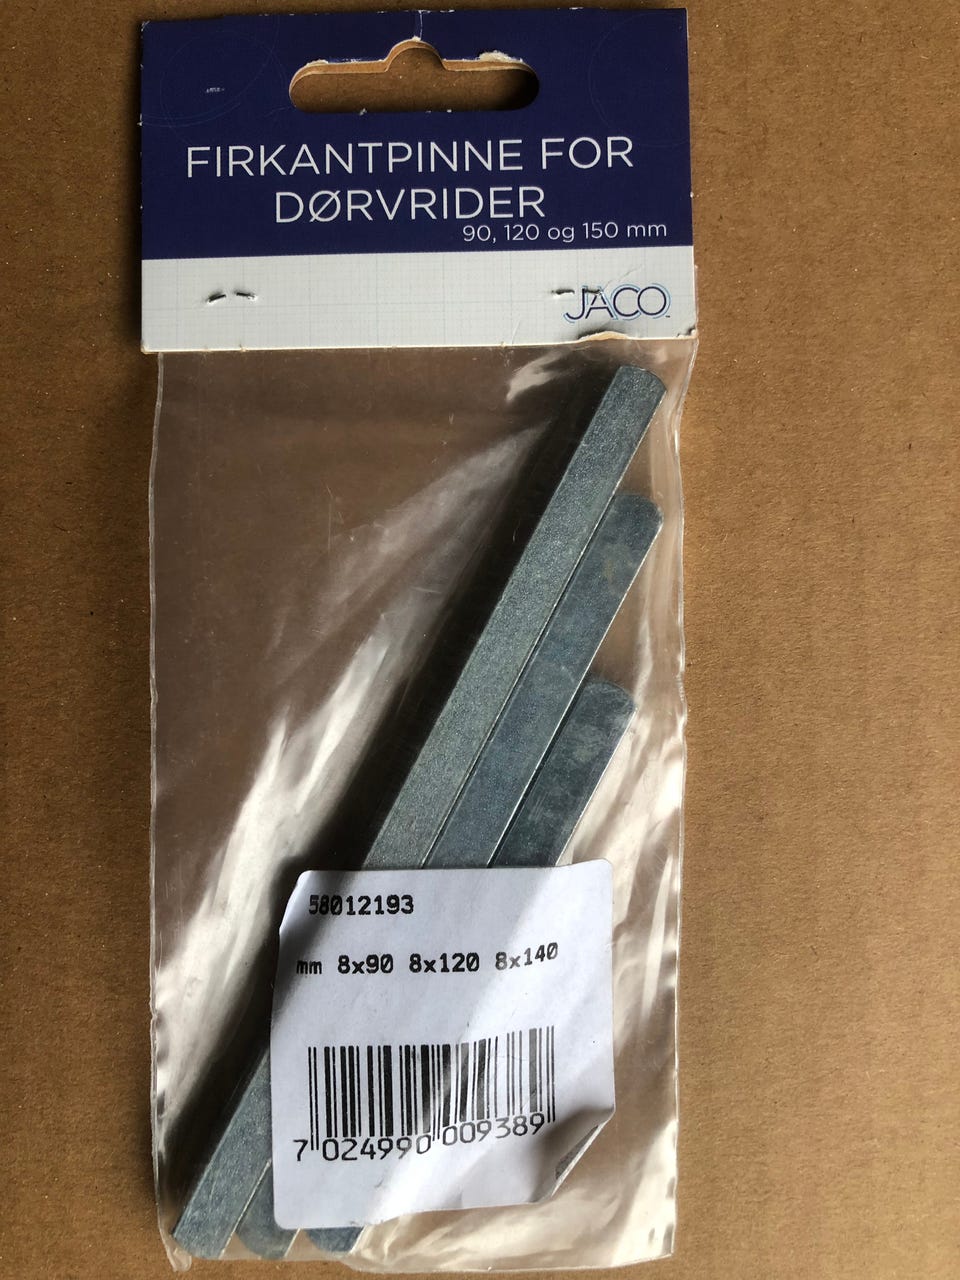 FIRKANTPINNE FOR
DØRVRIDER
90, 120 og 150 mm
JACO
58012193
mm 8x90 8x120 8x140
7 024990 009389